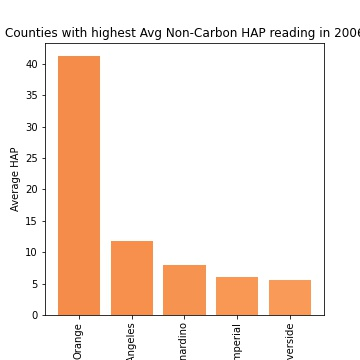 Counties with highest Avg Non-Carbon HAP reading in 2006
Average HAP
40
35
30
25
20
15
10
5
0
Orange
Angeles
nardino
mperial
verside